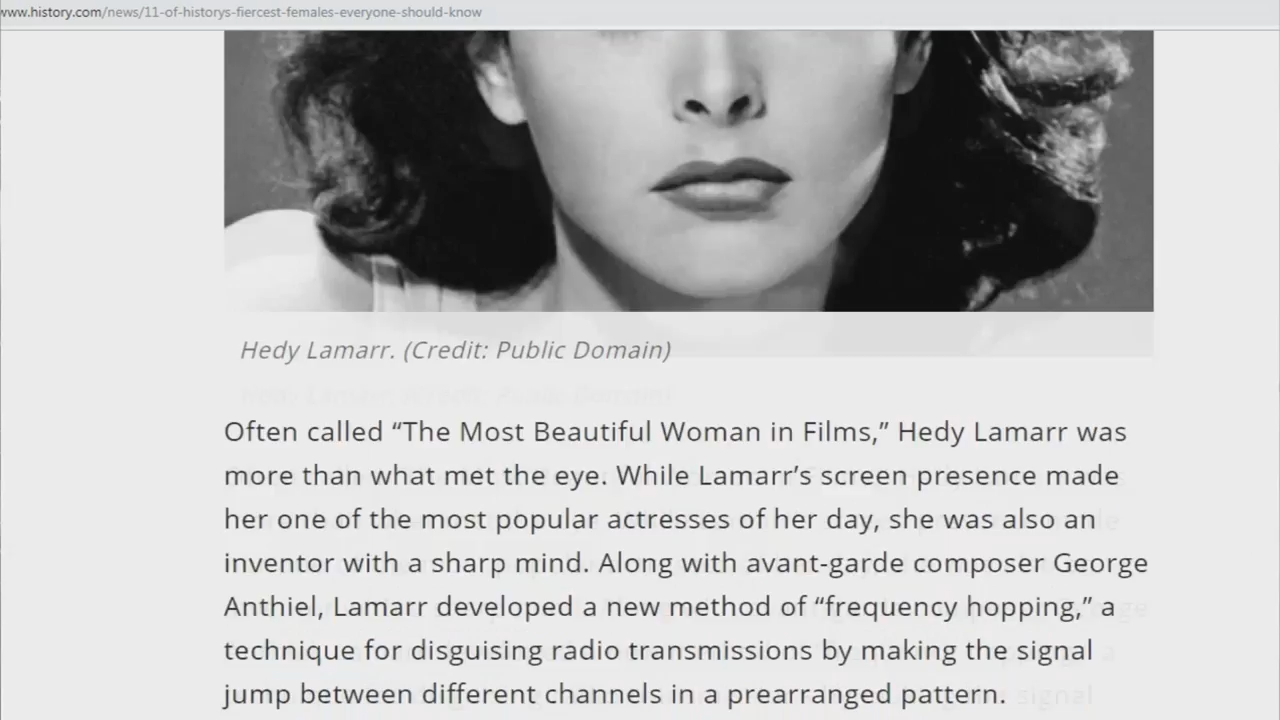 www.history.com/news/11-of-historys-fiercest-females-everyone-should-know
Hedy Lamarr. (Credit: Public Domain)
Often called “The Most Beautiful Woman in Films,” Hedy Lamarr was
more than what met the eye. While Lamarr’s screen presence made
her one of the most popular actresses of her day, she was also an
inventor with a sharp mind. Along with avant-garde composer George
Anthiel, Lamarr developed a new method of “frequency hopping,” a
technique for disguising radio transmissions by making the signal
jump between different channels in a prearranged pattern.